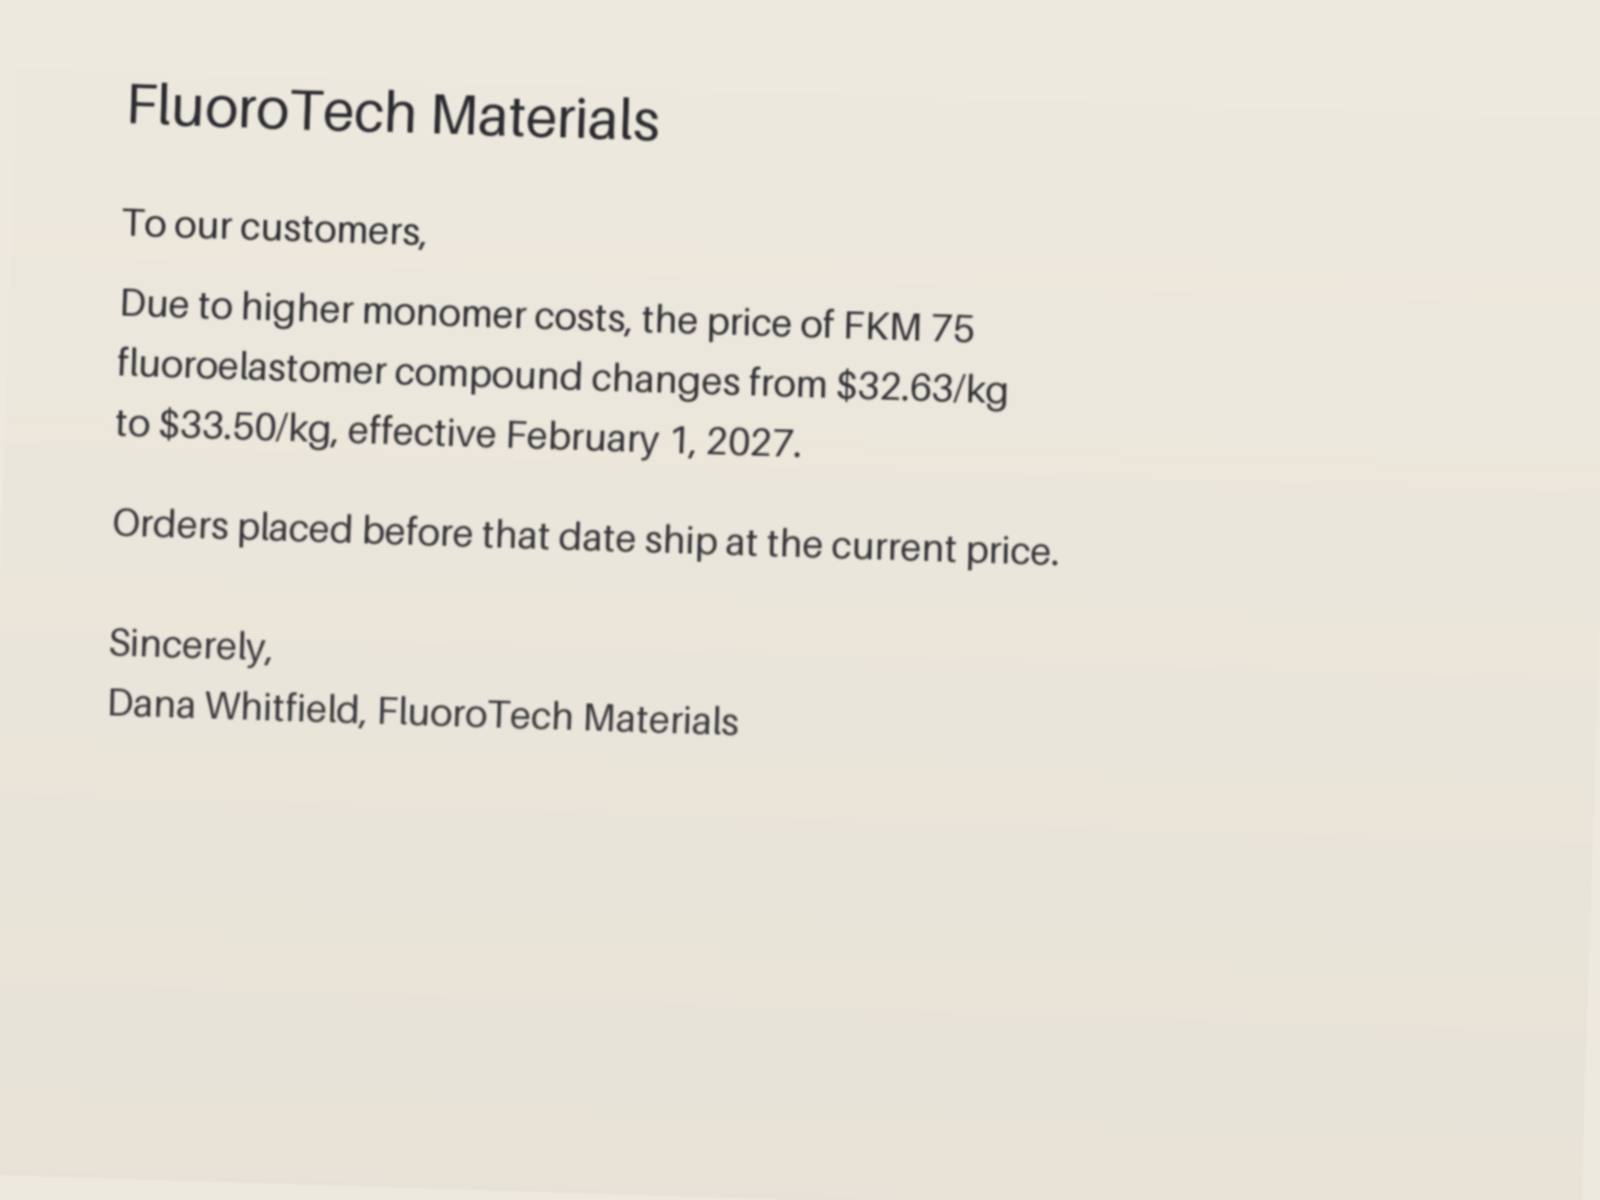 FluoroTech Materials
To our customers,
Due to higher monomer costs, the price of FKM 75
fluoroelastomer compound changes from $32.63/kg
to $33.50/kg, effective February 1, 2027.
Orders placed before that date ship at the current price.
Sincerely,
Dana Whitfield, FluoroTech Materials